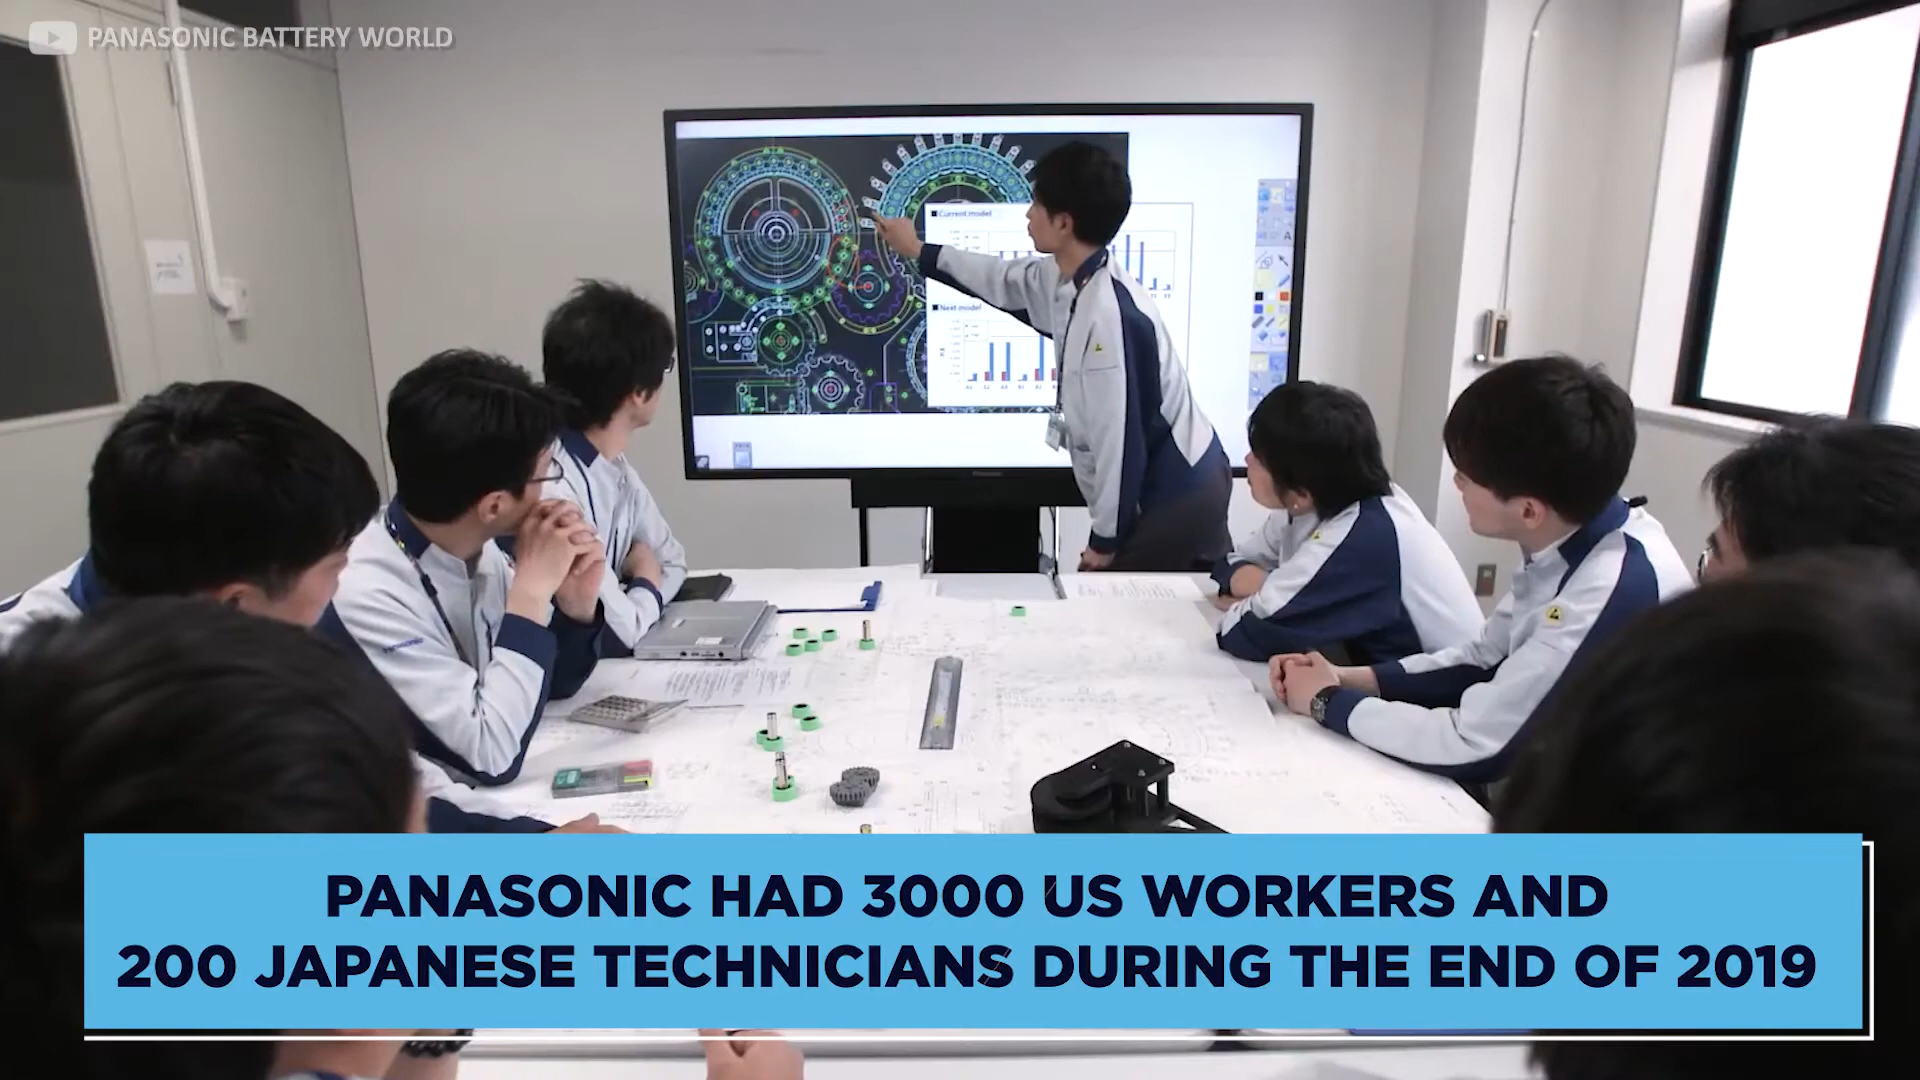 PANASONIC BATTERY WORLD
Current model
Next model
PANASONIC HAD 3000 US WORKERS AND
200 JAPANESE TECHNICIANS DURING THE END OF 2019